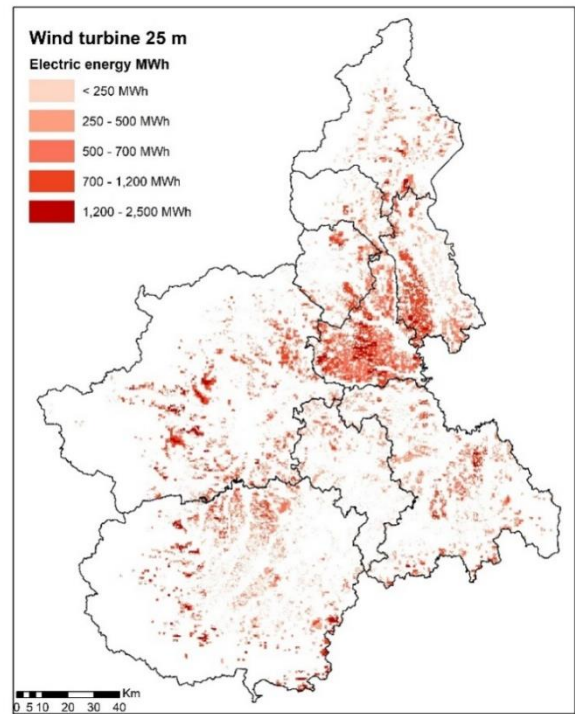 Wind turbine 25 m
Electric energy MWh
< 250 MWh
250 - 500 MWh
500 - 700 MWh
700 - 1,200 MWh
1,200 - 2,500 MWh
Km
0 5 10 20 30 40